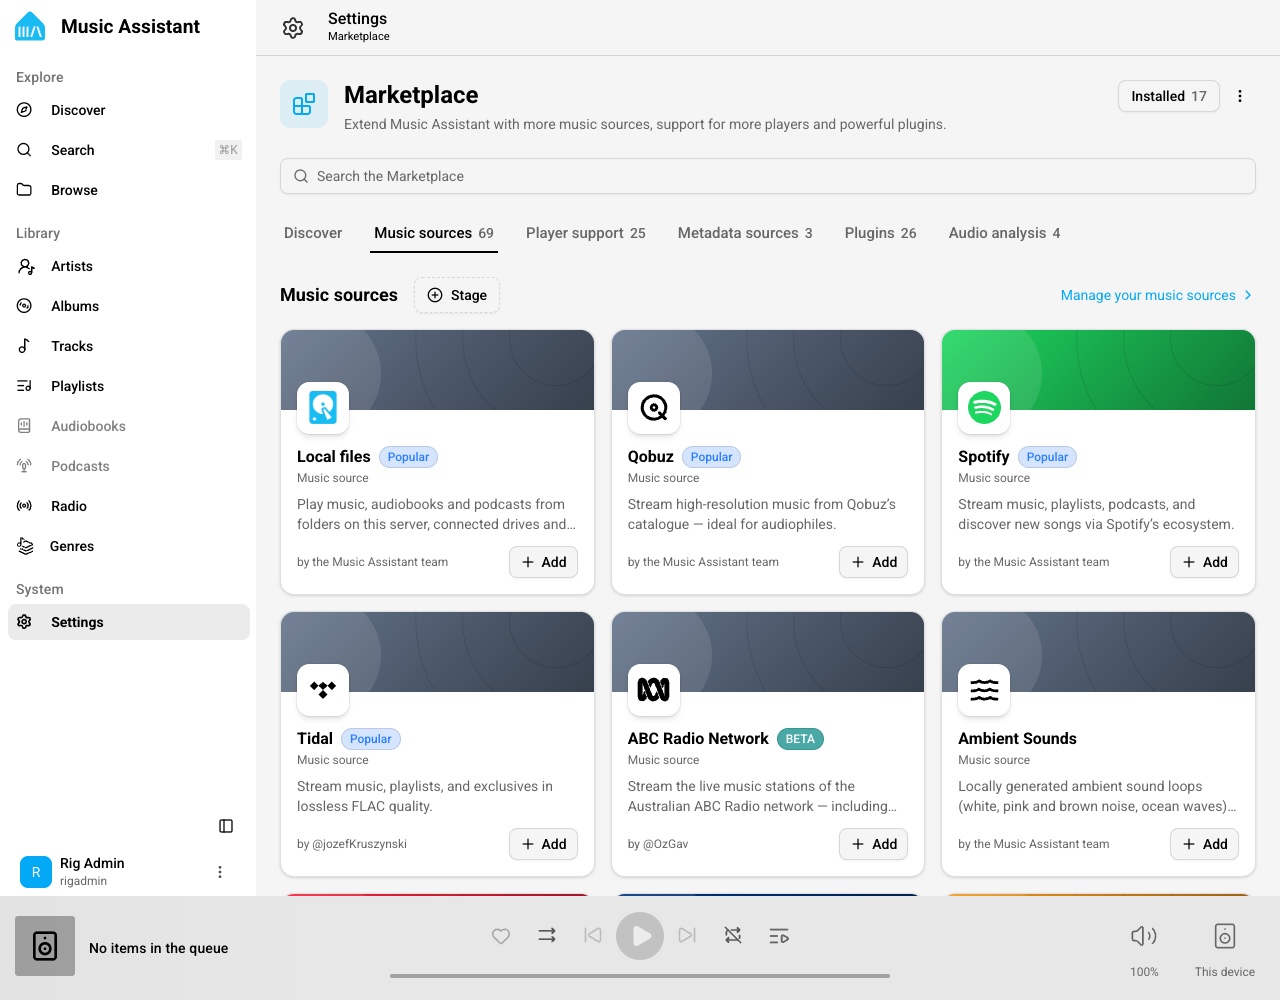 Music Assistant
Explore
Discover
Search ⌘K
Browse
Library
Artists
Albums
Tracks
Playlists
Audiobooks
Podcasts
Radio
Genres
System
Settings
R
Rig Admin
rigadmin
Settings
Marketplace
Marketplace
Extend Music Assistant with more music sources, support for more players and powerful plugins.
Installed 17
Search the Marketplace
Discover Music sources 69 Player support 25 Metadata sources 3 Plugins 26 Audio analysis 4
Music sources Stage Manage your music sources
Local files Popular
Music source
Play music, audiobooks and podcasts from
folders on this server, connected drives and…
by the Music Assistant team Add
Qobuz Popular
Music source
Stream high-resolution music from Qobuz’s
catalogue — ideal for audiophiles.
by the Music Assistant team Add
Spotify Popular
Music source
Stream music, playlists, podcasts, and
discover new songs via Spotify’s ecosystem.
by the Music Assistant team Add
Tidal Popular
Music source
Stream music, playlists, and exclusives in
lossless FLAC quality.
by @jozefKruszynski Add
ABC Radio Network BETA
Music source
Stream the live music stations of the
Australian ABC Radio network — including…
by @OzGav Add
Ambient Sounds
Music source
Locally generated ambient sound loops
(white, pink and brown noise, ocean waves)…
by the Music Assistant team Add
No items in the queue
100%
This device